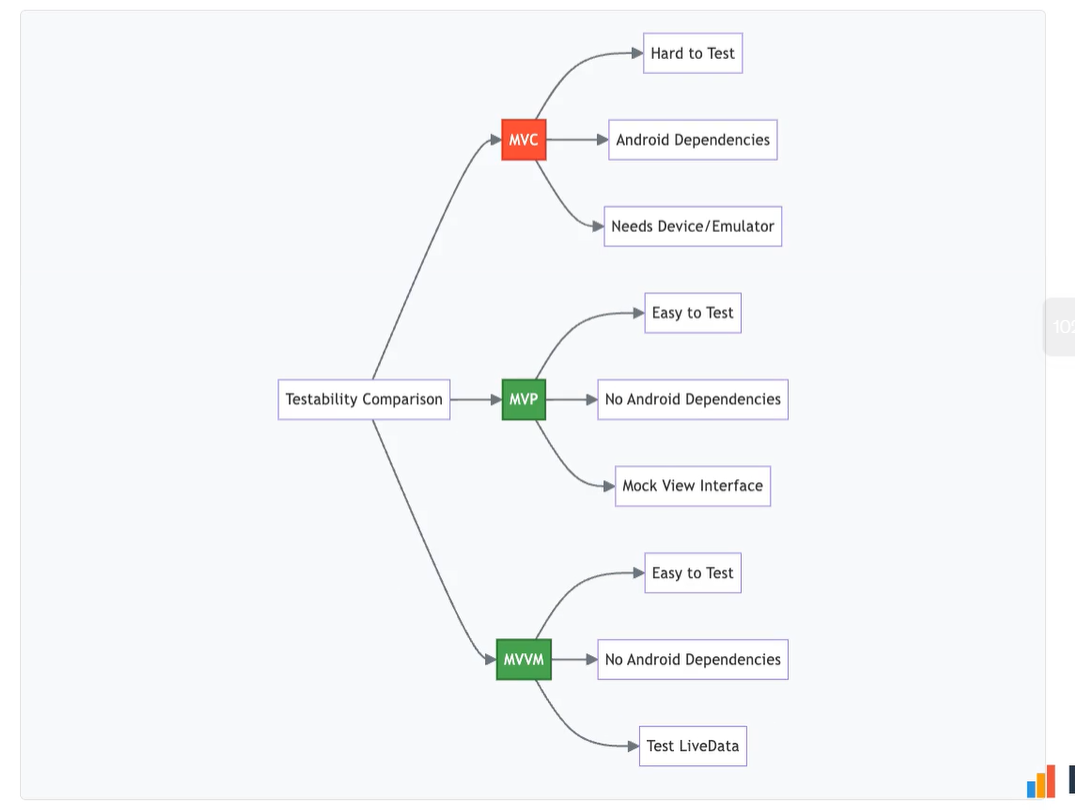 Hard to Test
MVC
Android Dependencies
Needs Device/Emulator
Easy to Test
Testability Comparison
MVP
No Android Dependencies
Mock View Interface
Easy to Test
MVVM
No Android Dependencies
Test LiveData